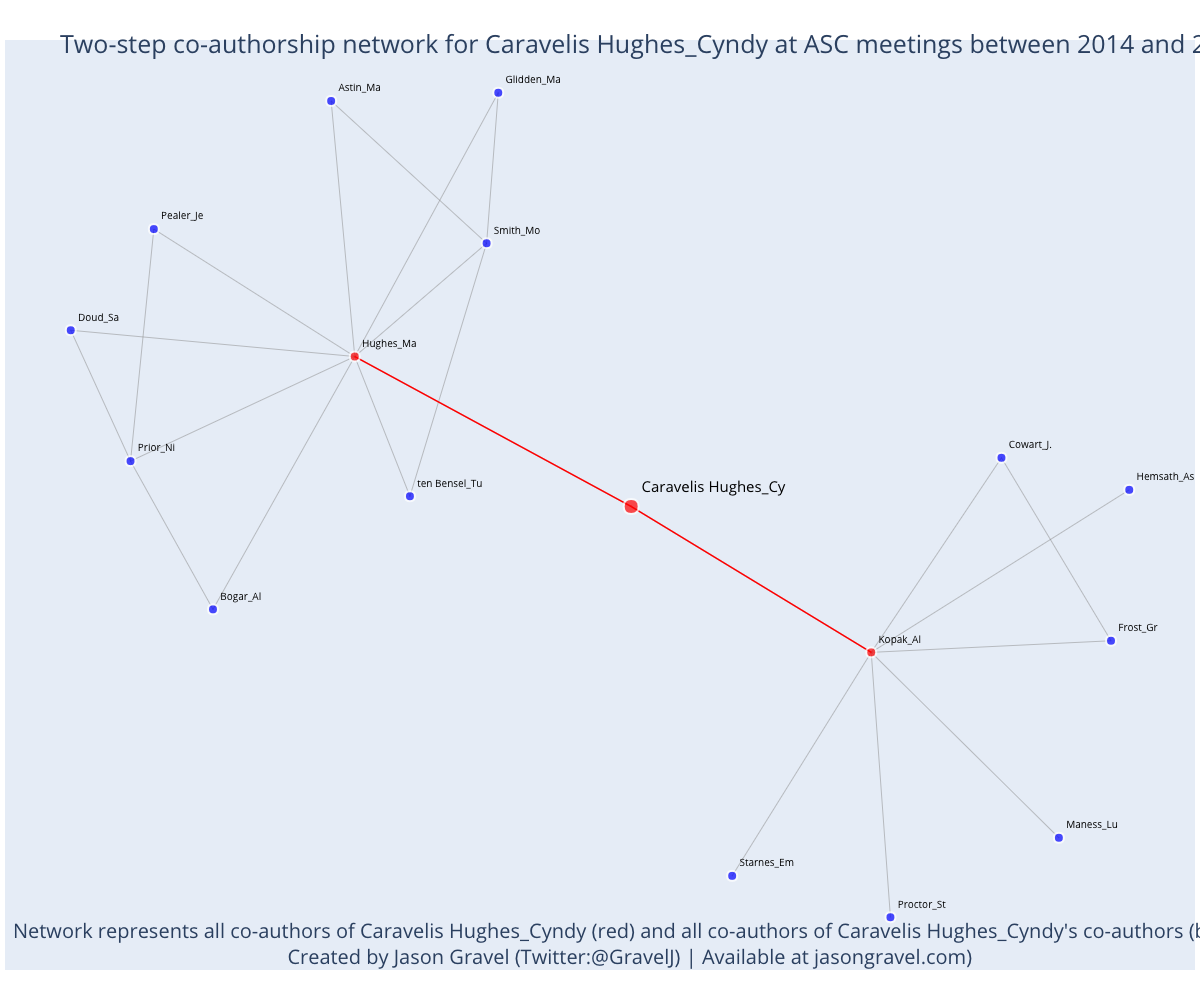 Two-step co-authorship network for Caravelis Hughes_Cyndy at ASC meetings between 2014 and
Astin_Ma
Glidden_Ma
Pealer_Je
Smith_Mo
Doud_Sa
Hughes_Ma
Prior_Ni
ten Bensel_Tu
Caravelis Hughes_Cy
Cowart_J.
Hemsath_As
Bogar_Al
Frost_Gr
Kopak_Al
Maness_Lu
Starnes_Em
Proctor_St
Network represents all co-authors of Caravelis Hughes_Cyndy (red) and all co-authors of Caravelis Hughes_Cyndy's co-authors
Created by Jason Gravel (Twitter:@GravelJ) | Available at jasongravel.com)